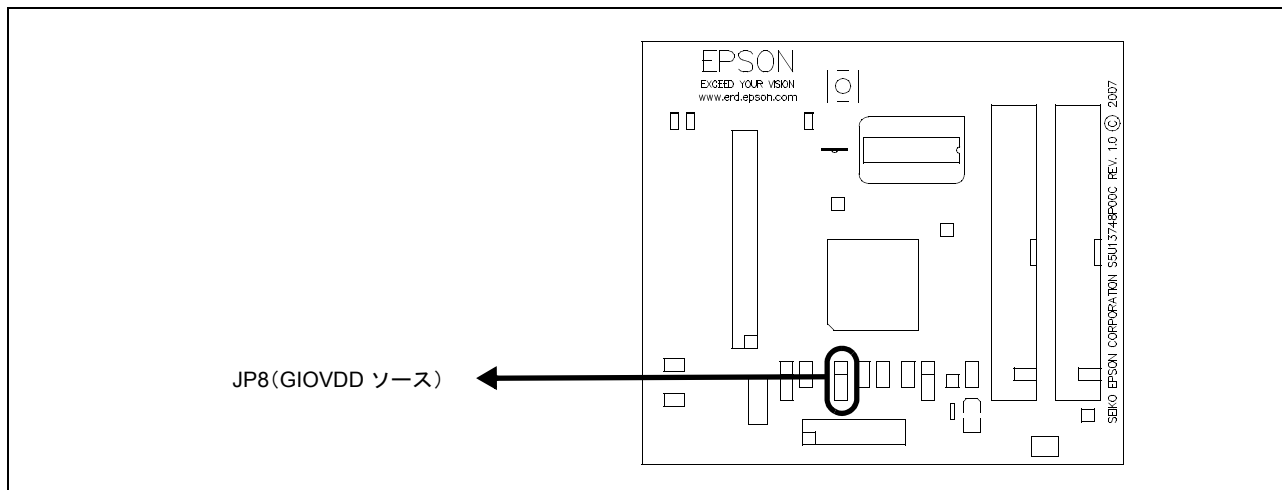 EPSON
EXCEED YOUR VISION
www.erd.epson.com
SEIKO EPSON CORPORATION S5U13748P00C REV. 1.0 © 2007
JP8(GIOVDD ソース)